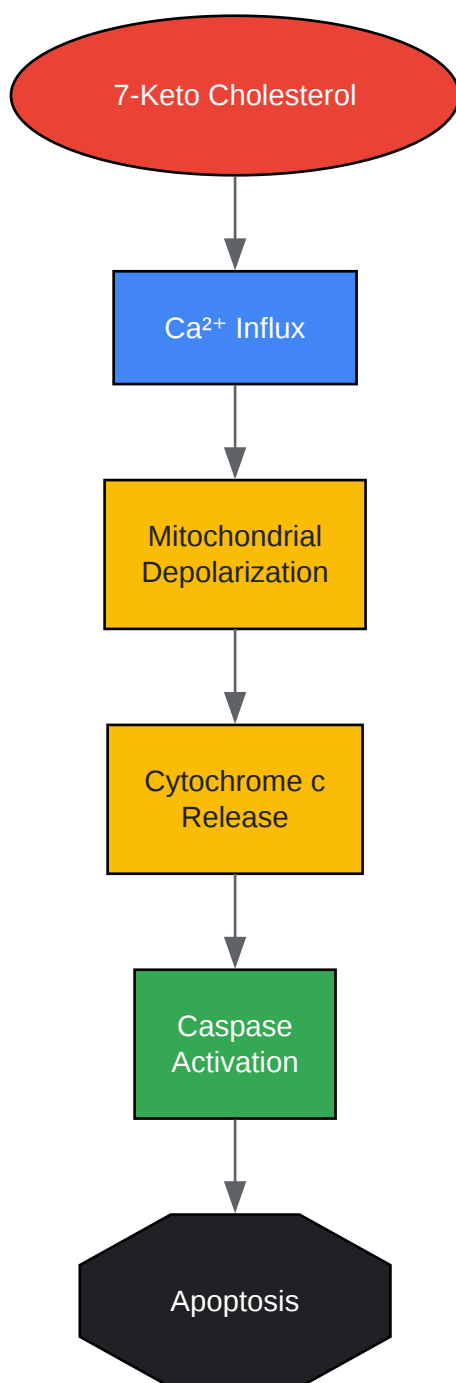 7-Keto Cholesterol
Ca²⁺ Influx
Mitochondrial
Depolarization
Cytochrome c
Release
Caspase
Activation
Apoptosis